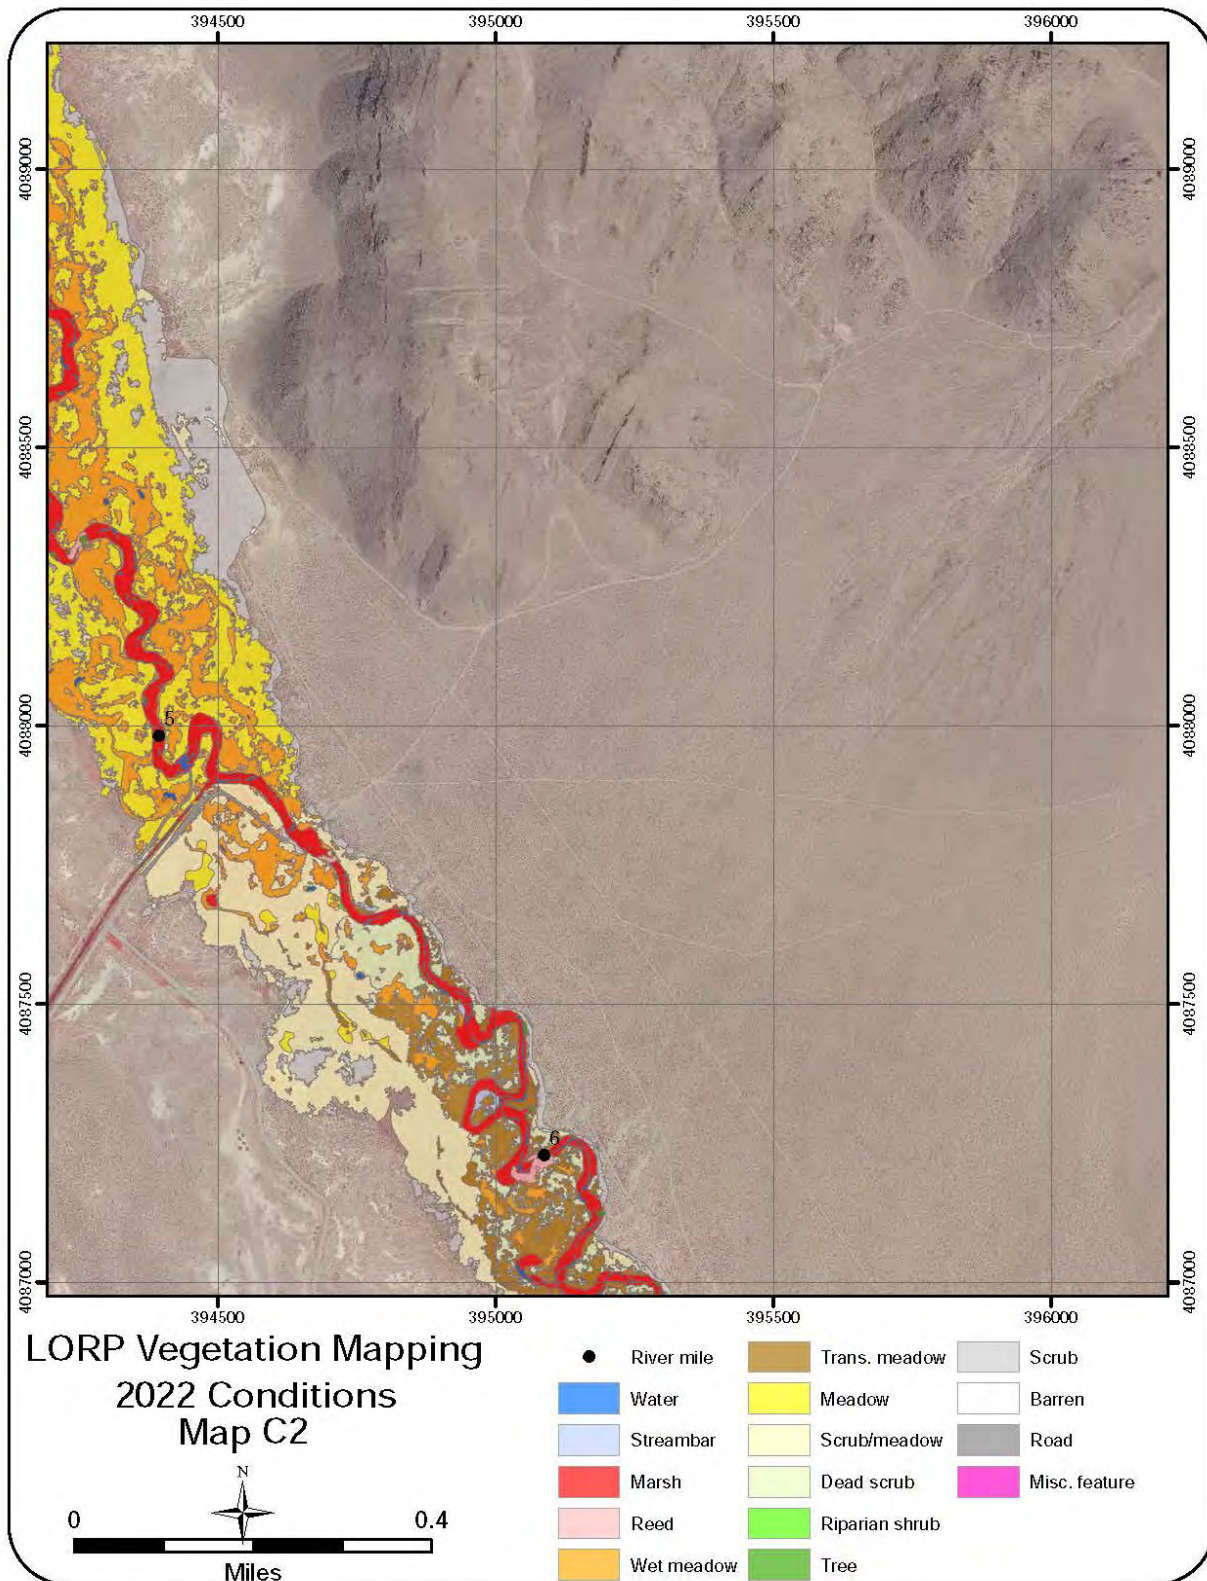 394500 395000 395500 396000
4089000 4089000
4088500 4088500
5
4088000 4088000
4087500 4087500
6
4087000 4087000
394500 395000 395500 396000
LORP Vegetation Mapping
2022 Conditions
Map C2
N
0 0.4
Miles
River mile
Water
Streambar
Marsh
Reed
Wet meadow
Trans. meadow
Meadow
Scrub/meadow
Dead scrub
Riparian shrub
Tree
Scrub
Barren
Road
Misc. feature